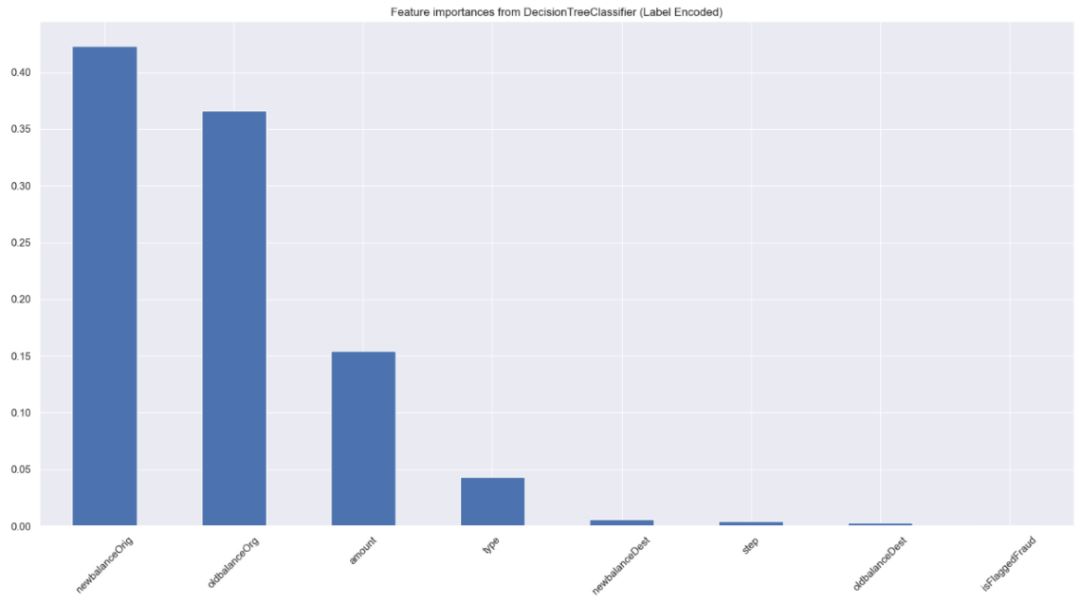 Feature importances from DecisionTreeClassifier (Label Encoded)
0.40
0.35
0.30
0.25
0.20
0.15
0.10
0.05
0.00
newbalanceOrig
oldbalanceOrg
amount
type
newbalanceDest
step
oldbalanceDest
isFlaggedFraud